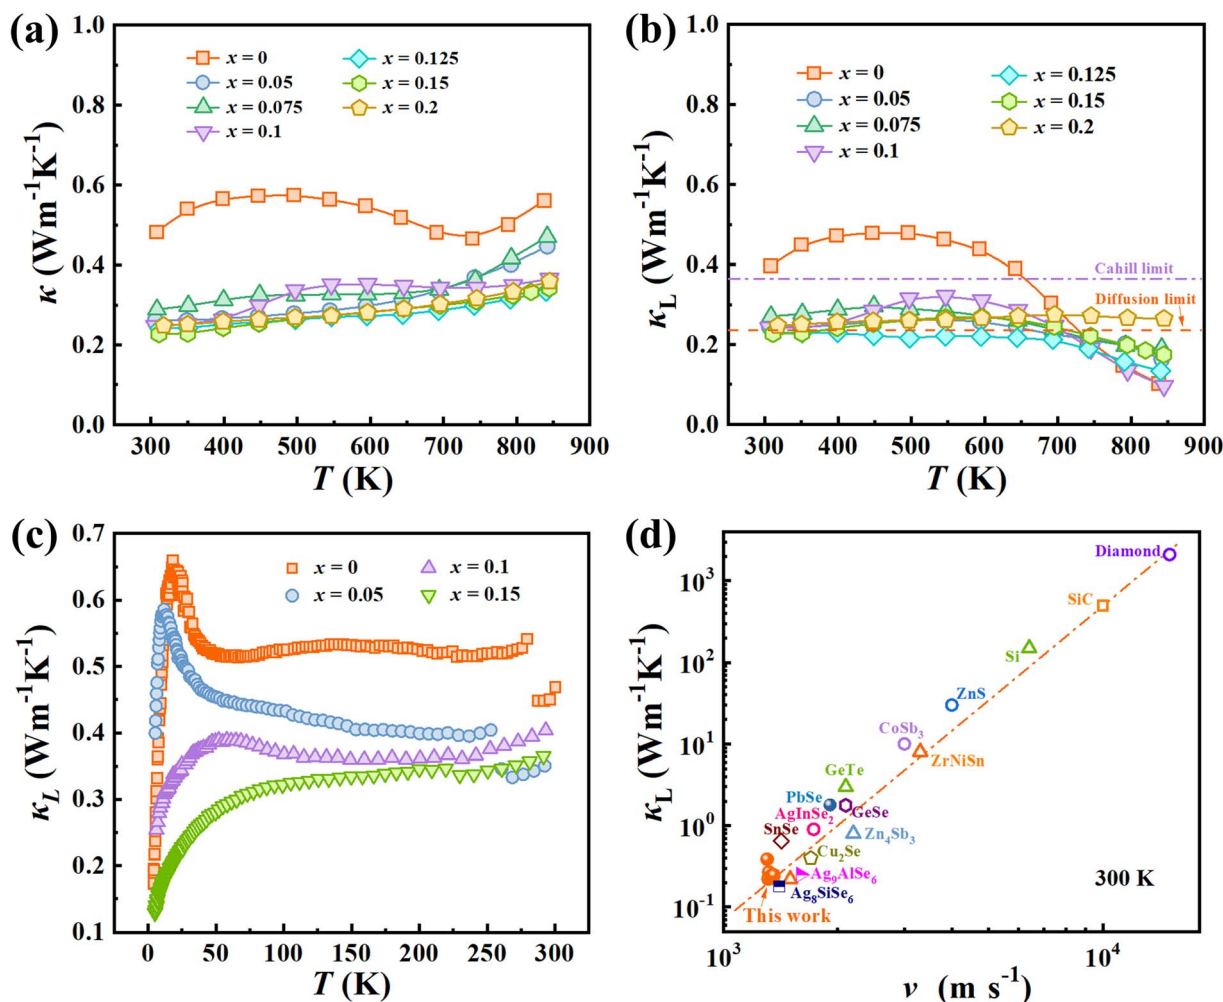 (a)
1.0
0.8
0.6
0.4
0.2
0.0
κ (Wm⁻¹K⁻¹)
x = 0
x = 0.05
x = 0.075
x = 0.1
x = 0.125
x = 0.15
x = 0.2
300 400 500 600 700 800 900
T (K)
(b)
1.0
0.8
0.6
0.4
0.2
0.0
κL (Wm⁻¹K⁻¹)
x = 0
x = 0.05
x = 0.075
x = 0.1
x = 0.125
x = 0.15
x = 0.2
Cahill limit
Diffusion limit
300 400 500 600 700 800 900
T (K)
(c)
0.7
0.6
0.5
0.4
0.3
0.2
0.1
κL (Wm⁻¹K⁻¹)
x = 0
x = 0.05
x = 0.1
x = 0.15
0 50 100 150 200 250 300
T (K)
(d)
10³
10²
10¹
10⁰
10⁻¹
κL (Wm⁻¹K⁻¹)
Diamond
SiC
Si
ZnS
CoSb₃
ZrNiSn
GeTe
PbSe
GeSe
AgInSe₂
Zn₄Sb₃
SnSe
Cu₂Se
Ag₉AlSe₆
Ag₈SiSe₆
This work
300 K
10³ 10⁴
v (m s⁻¹)